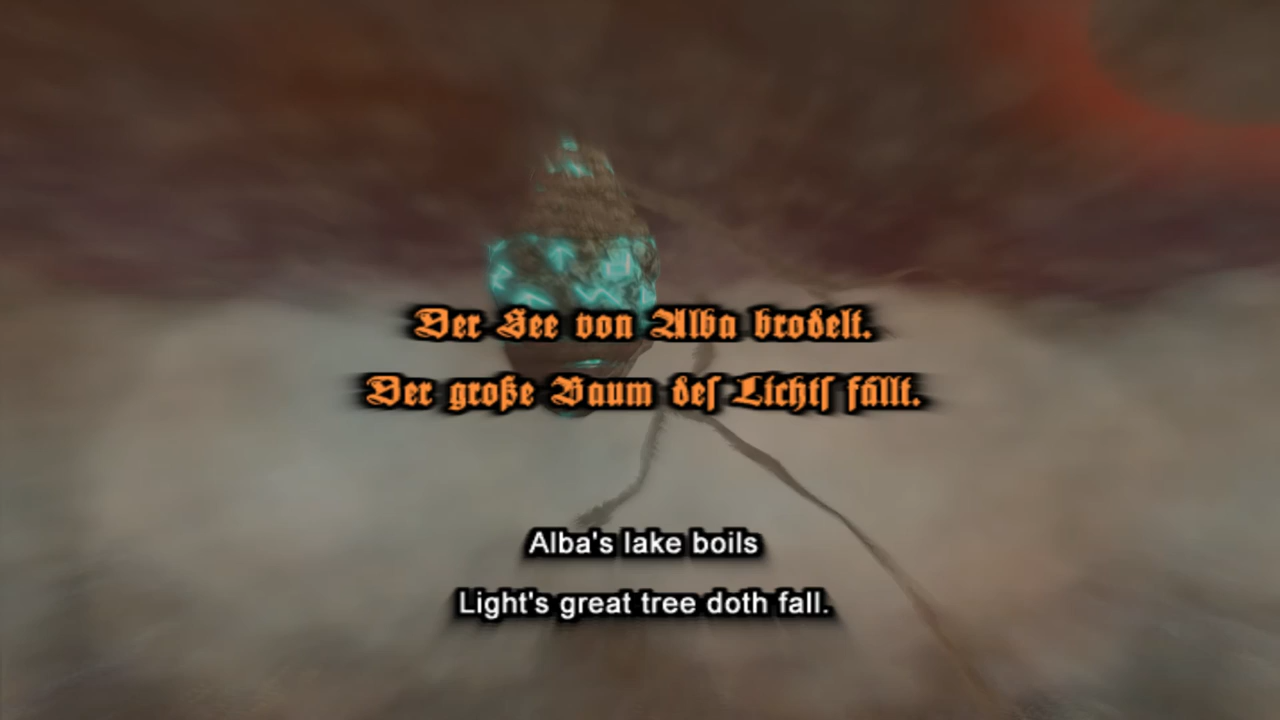 Der See von Alba brodelt.
Der große Baum deſ Lichtſ fällt.
Alba's lake boils
Light's great tree doth fall.